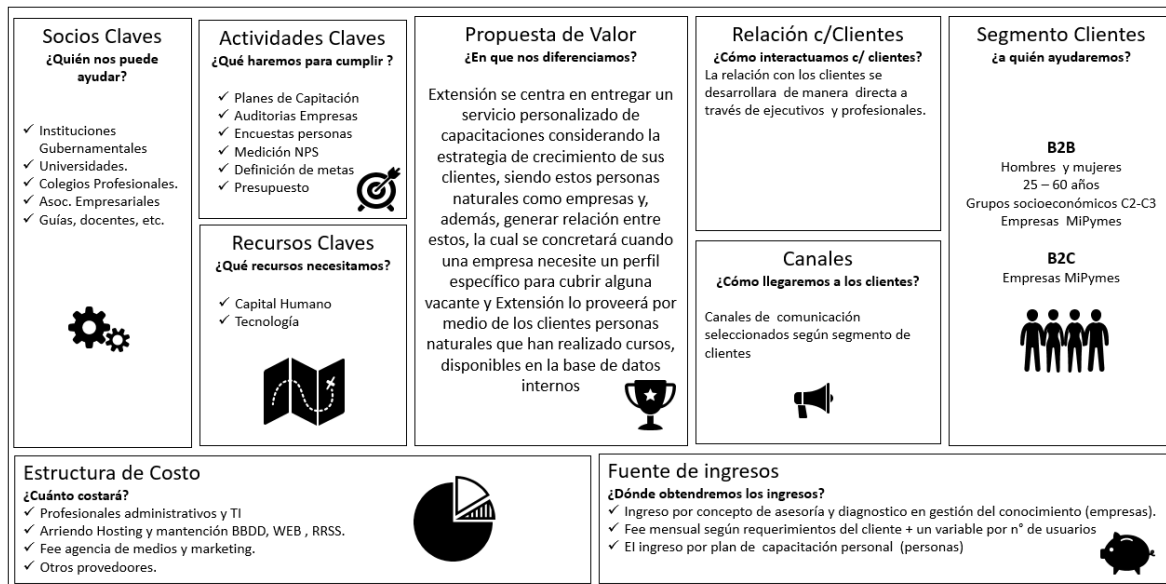 Socios Claves
¿Quién nos puede
ayudar?
✓ Instituciones
Gubernamentales
✓ Universidades.
✓ Colegios Profesionales.
✓ Asoc. Empresariales
✓ Guías, docentes, etc.
Actividades Claves
¿Qué haremos para cumplir ?
✓ Planes de Capitación
✓ Auditorias Empresas
✓ Encuestas personas
✓ Medición NPS
✓ Definición de metas
✓ Presupuesto
Recursos Claves
¿Qué recursos necesitamos?
✓ Capital Humano
✓ Tecnología
Propuesta de Valor
¿En que nos diferenciamos?
Extensión se centra en entregar un
servicio personalizado de
capacitaciones considerando la
estrategia de crecimiento de sus
clientes, siendo estos personas
naturales como empresas y,
además, generar relación entre
estos, la cual se concretará cuando
una empresa necesite un perfil
específico para cubrir alguna
vacante y Extensión lo proveerá por
medio de los clientes personas
naturales que han realizado cursos,
disponibles en la base de datos
internos
Relación c/Clientes
¿Cómo interactuamos c/ clientes?
La relación con los clientes se
desarrollara de manera directa a
través de ejecutivos y profesionales.
Canales
¿Cómo llegaremos a los clientes?
Canales de comunicación
seleccionados según segmento de
clientes
Segmento Clientes
¿a quién ayudaremos?
B2B
Hombres y mujeres
25 – 60 años
Grupos socioeconómicos C2-C3
Empresas MiPymes
B2C
Empresas MiPymes
Estructura de Costo
¿Cuánto costará?
✓ Profesionales administrativos y TI
✓ Arriendo Hosting y mantención BBDD, WEB , RRSS.
✓ Fee agencia de medios y marketing.
✓ Otros provedoores.
Fuente de ingresos
¿Dónde obtendremos los ingresos?
✓ Ingreso por concepto de asesoría y diagnostico en gestión del conocimiento (empresas).
✓ Fee mensual según requerimientos del cliente + un variable por n° de usuarios
✓ El ingreso por plan de capacitación personal (personas)